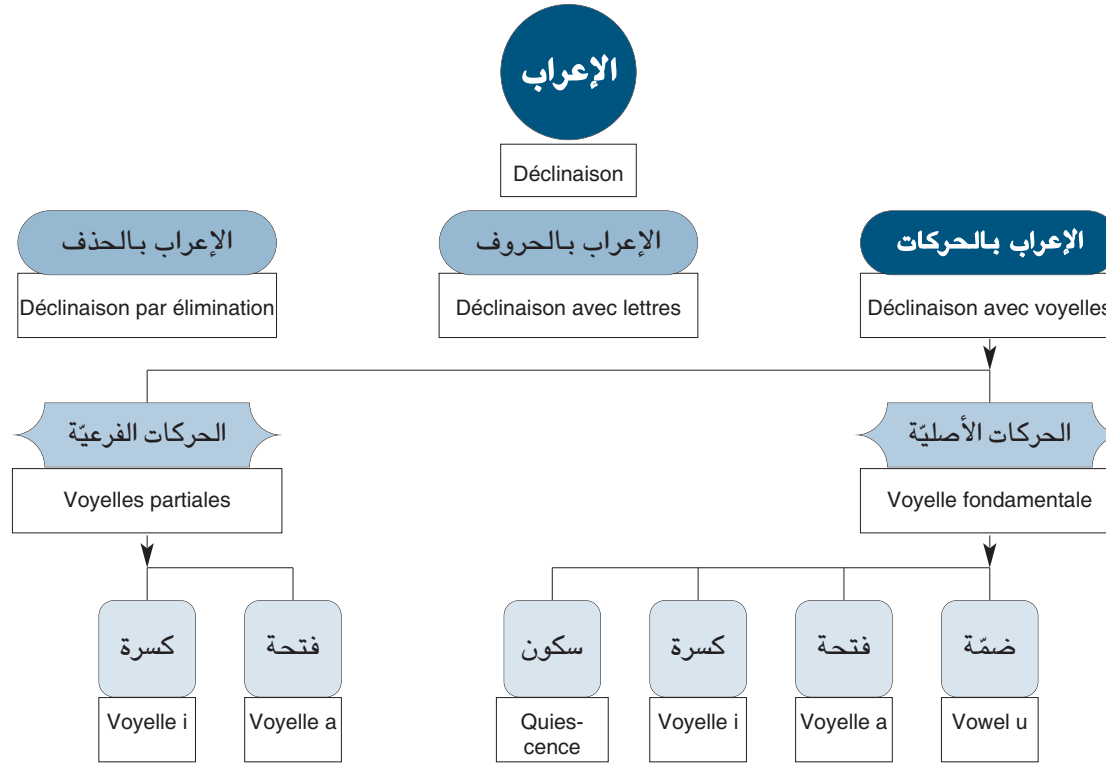 الإعراب
Déclinaison
الإعراب بالحركات
Déclinaison avec voyelles
الإعراب بالحروف
Déclinaison avec lettres
الإعراب بالحذف
Déclinaison par élimination
الحركات الأصليّة
Voyelle fondamentale
الحركات الفرعيّة
Voyelles partiales
ضمّة
Vowel u
فتحة
Voyelle a
كسرة
Voyelle i
سكون
Quies-
cence
فتحة
Voyelle a
كسرة
Voyelle i